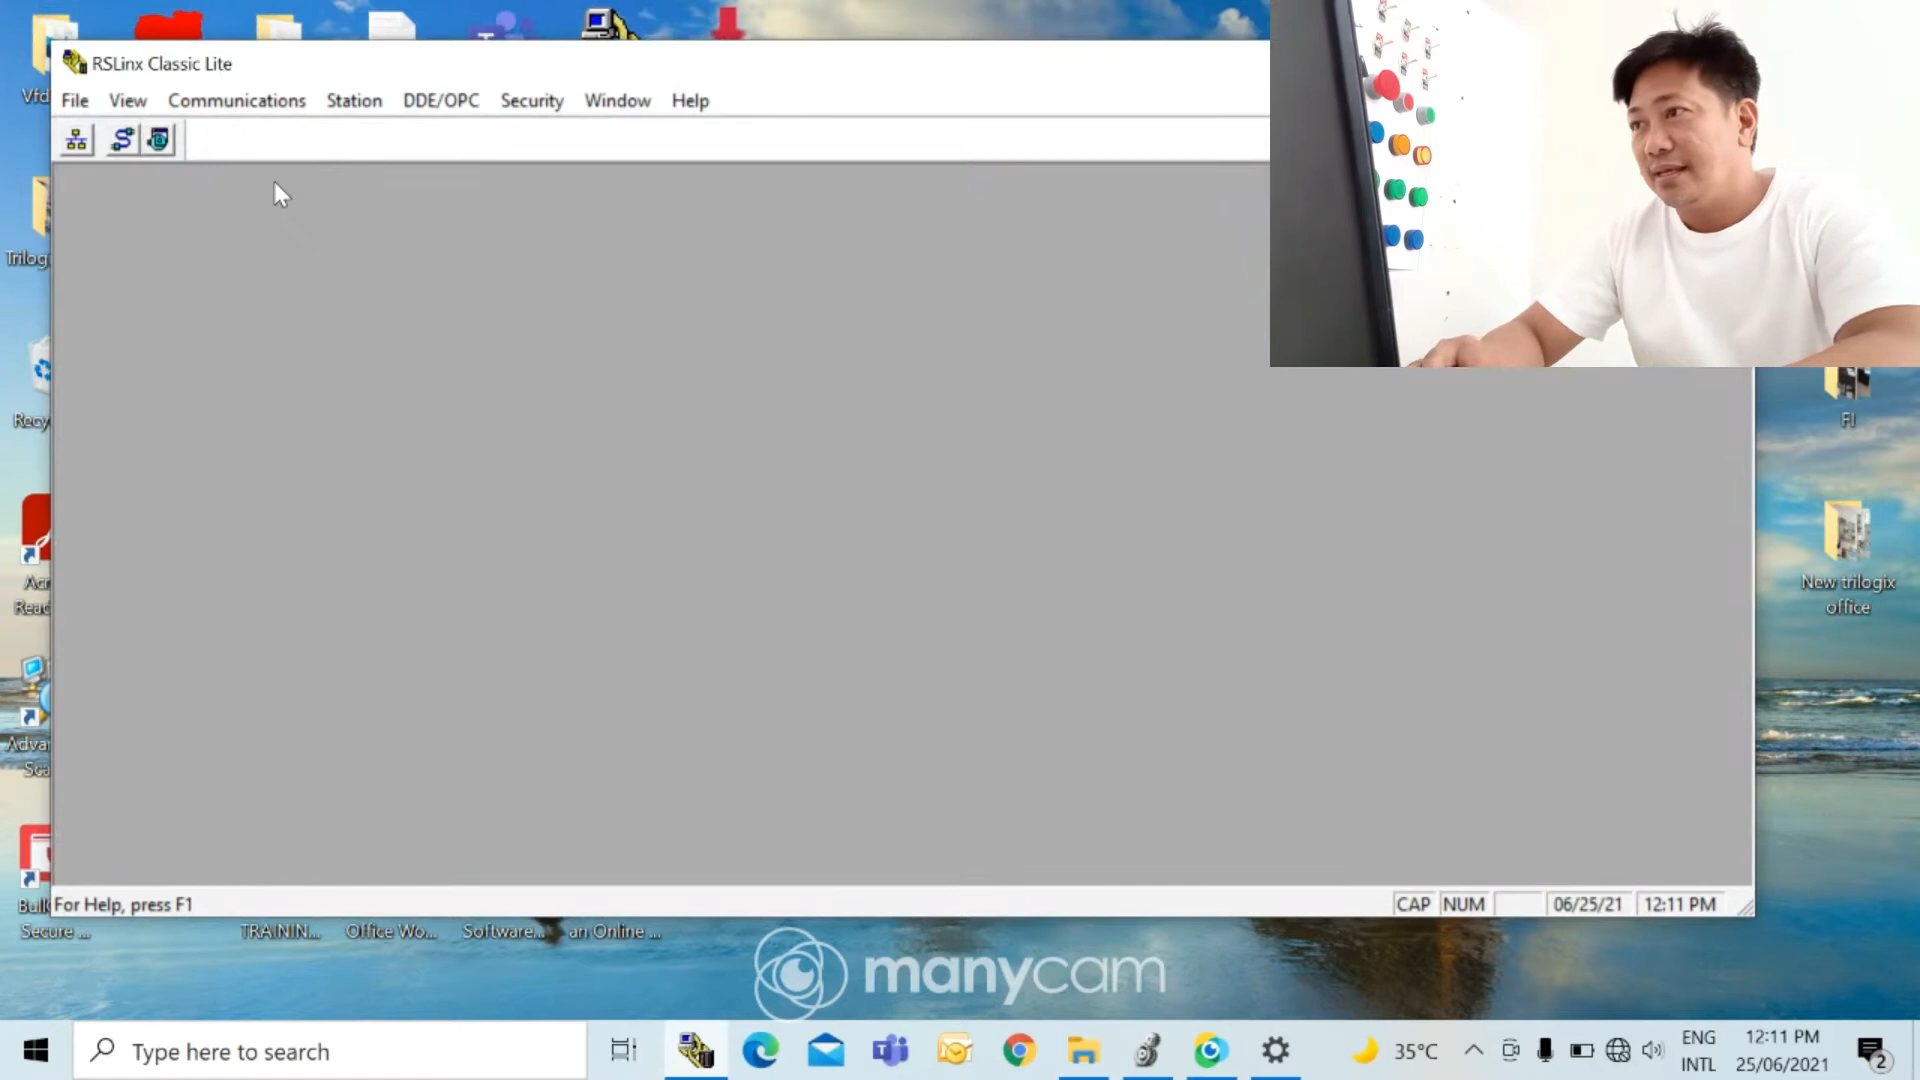 RSLinx Classic Lite
File View Communications Station DDE/OPC Security Window Help
Vfd
Trilog
Recy
Acr
Read
Adva
Sca
Bulk
Secure ...
FI
New trilogix
office
For Help, press F1
CAP NUM 06/25/21 12:11 PM
TRAININ... Office Wo... Software... an Online ...
manycam
Type here to search
35°C
ENG
INTL
12:11 PM
25/06/2021
2